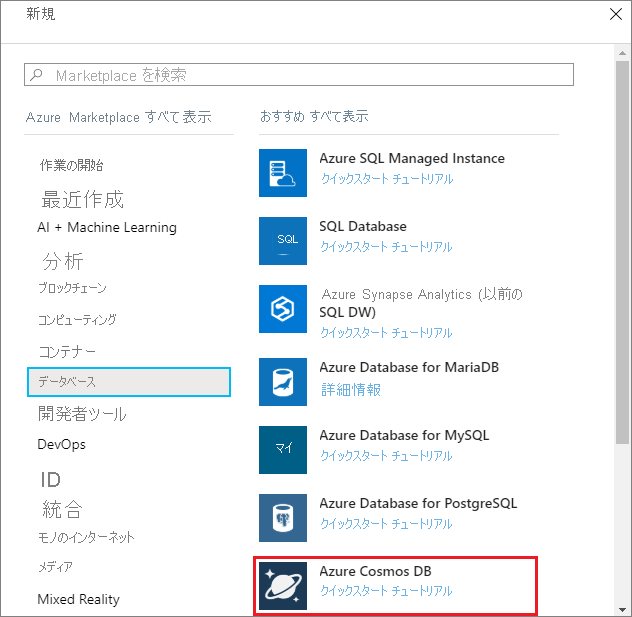 新規
Marketplace を検索
Azure Marketplace すべて表示
作業の開始
最近作成
AI + Machine Learning
分析
ブロックチェーン
コンピューティング
コンテナー
データベース
開発者ツール
DevOps
ID
統合
モノのインターネット
メディア
Mixed Reality
おすすめ すべて表示
Azure SQL Managed Instance
クイックスタート チュートリアル
SQL
SQL Database
クイックスタート チュートリアル
Azure Synapse Analytics (以前の
SQL DW)
クイックスタート チュートリアル
Azure Database for MariaDB
詳細情報
マイ
Azure Database for MySQL
クイックスタート チュートリアル
Azure Database for PostgreSQL
クイックスタート チュートリアル
Azure Cosmos DB
クイックスタート チュートリアル